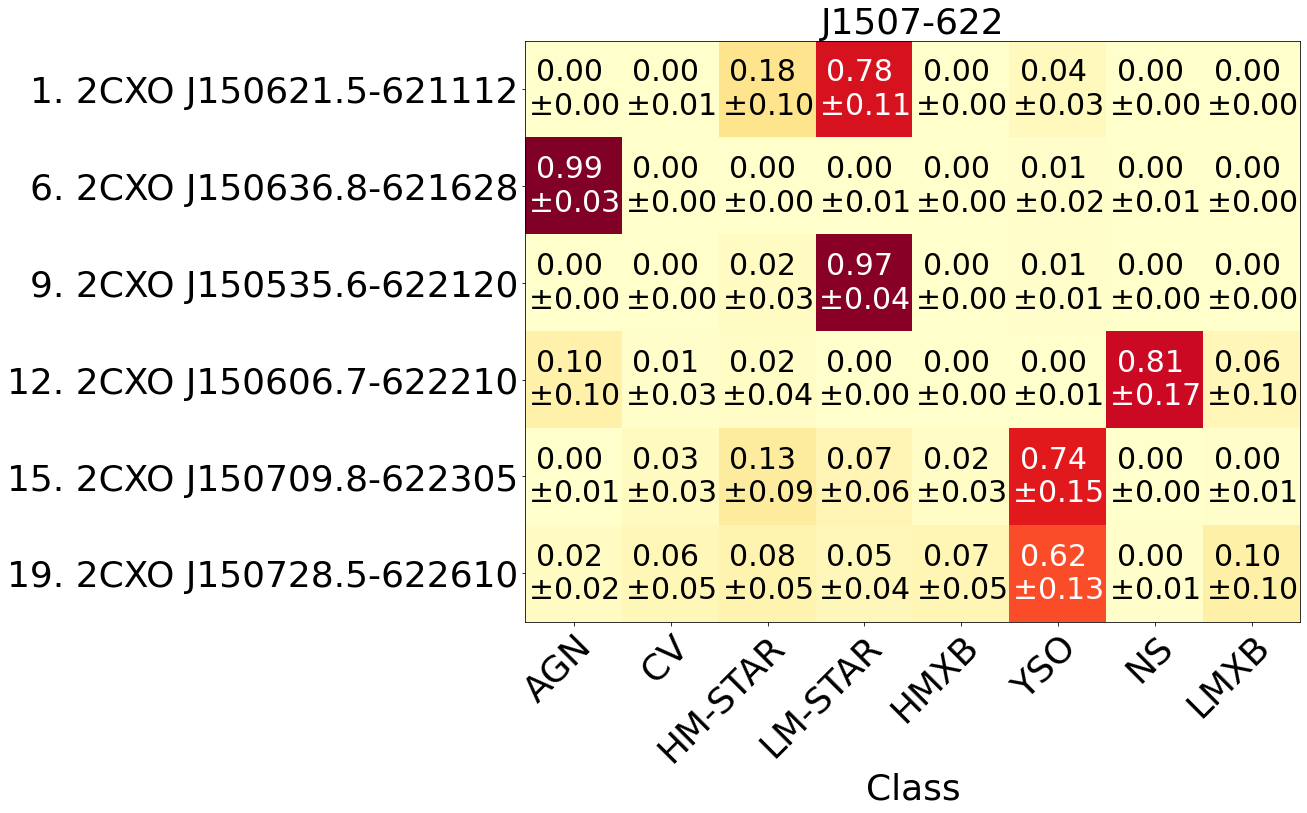 J1507-622
1. 2CXO J150621.5-621112
0.00 0.00 0.18 0.78 0.00 0.04 0.00 0.00
±0.00 ±0.01 ±0.10 ±0.11 ±0.00 ±0.03 ±0.00 ±0.00
6. 2CXO J150636.8-621628
0.99 0.00 0.00 0.00 0.00 0.01 0.00 0.00
±0.03 ±0.00 ±0.00 ±0.01 ±0.00 ±0.02 ±0.01 ±0.00
9. 2CXO J150535.6-622120
0.00 0.00 0.02 0.97 0.00 0.01 0.00 0.00
±0.00 ±0.00 ±0.03 ±0.04 ±0.00 ±0.01 ±0.00 ±0.00
12. 2CXO J150606.7-622210
0.10 0.01 0.02 0.00 0.00 0.00 0.81 0.06
±0.10 ±0.03 ±0.04 ±0.00 ±0.00 ±0.01 ±0.17 ±0.10
15. 2CXO J150709.8-622305
0.00 0.03 0.13 0.07 0.02 0.74 0.00 0.00
±0.01 ±0.03 ±0.09 ±0.06 ±0.03 ±0.15 ±0.00 ±0.01
19. 2CXO J150728.5-622610
0.02 0.06 0.08 0.05 0.07 0.62 0.00 0.10
±0.02 ±0.05 ±0.05 ±0.04 ±0.05 ±0.13 ±0.01 ±0.10
AGN CV HM-STAR LM-STAR HMXB YSO NS LMXB
Class